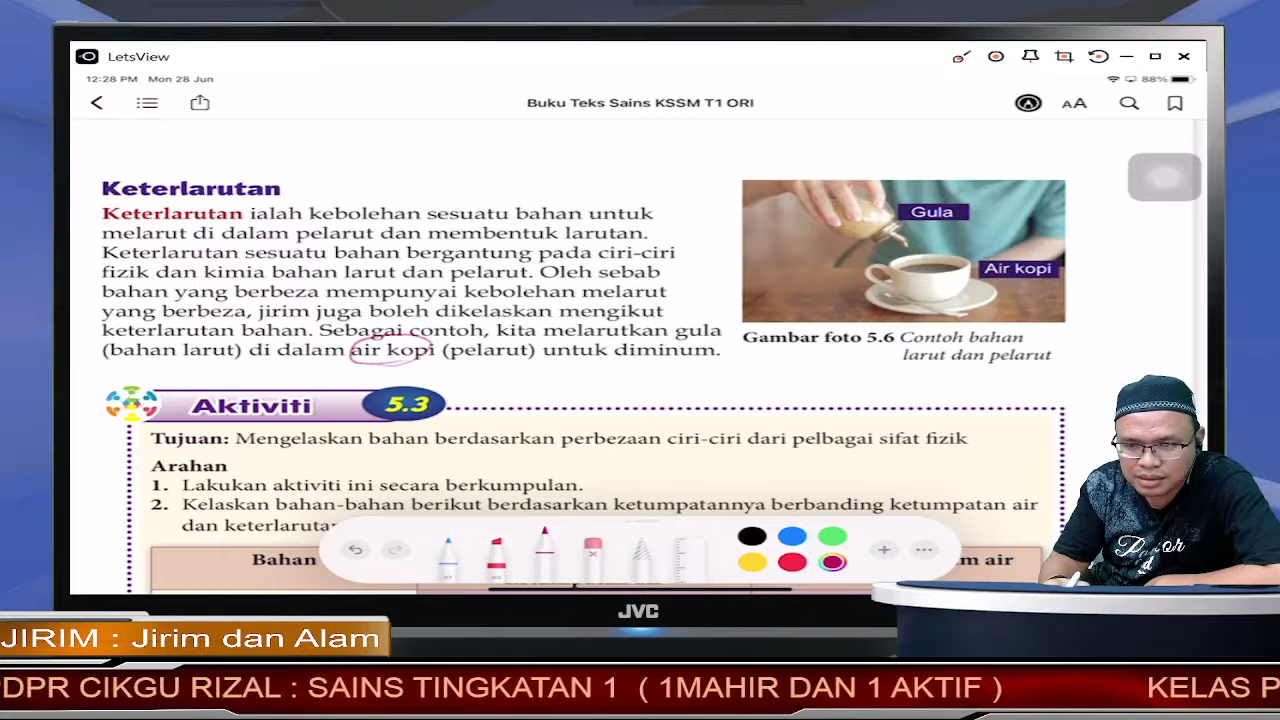 LetsView
12:28 PM Mon 28 Jun
88%
Buku Teks Sains KSSM T1 ORI
AA
Keterlarutan
Keterlarutan ialah kebolehan sesuatu bahan untuk
melarut di dalam pelarut dan membentuk larutan.
Keterlarutan sesuatu bahan bergantung pada ciri-ciri
fizik dan kimia bahan larut dan pelarut. Oleh sebab
bahan yang berbeza mempunyai kebolehan melarut
yang berbeza, jirim juga boleh dikelaskan mengikut
keterlarutan bahan. Sebagai contoh, kita melarutkan gula
(bahan larut) di dalam air kopi (pelarut) untuk diminum.
Gula
Air kopi
Gambar foto 5.6 Contoh bahan
larut dan pelarut
Aktiviti 5.3
Tujuan: Mengelaskan bahan berdasarkan perbezaan ciri-ciri dari pelbagai sifat fizik
Arahan
1. Lakukan aktiviti ini secara berkumpulan.
2. Kelaskan bahan-bahan berikut berdasarkan ketumpatannya berbanding ketumpatan air
dan
Bahan
air
JVC
JIRIM : Jirim dan Alam
PDPR CIKGU RIZAL : SAINS TINGKATAN 1 ( 1MAHIR DAN 1 AKTIF ) KELAS P